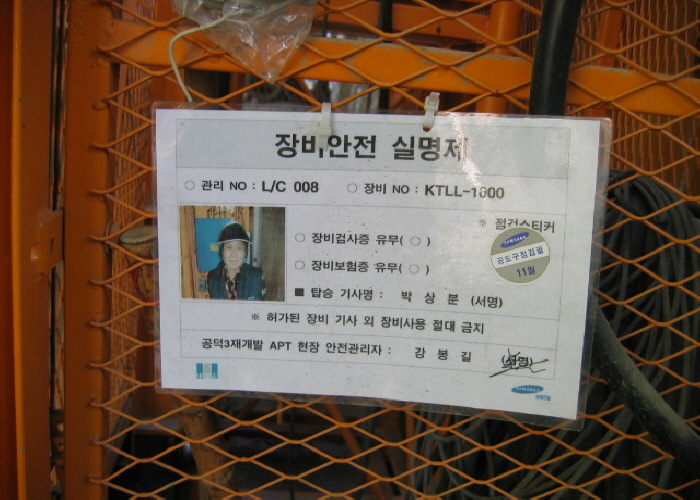 장비안전 실명제
○ 관리 NO : L/C 008 ○ 장비 NO : KTLL-1600
※ 점검스티커
○ 장비검사증 유무( ○ )
SAMSUNG
공도구점검필
11월
○ 장비보험증 유무( ○ )
■ 탑승 기사명 : 박 상 분 (서명)
※ 허가된 장비 기사 외 장비사용 절대 금지
공덕3재개발 APT 현장 안전관리자 : 강 봉 길 (서명)
SAMSUNG